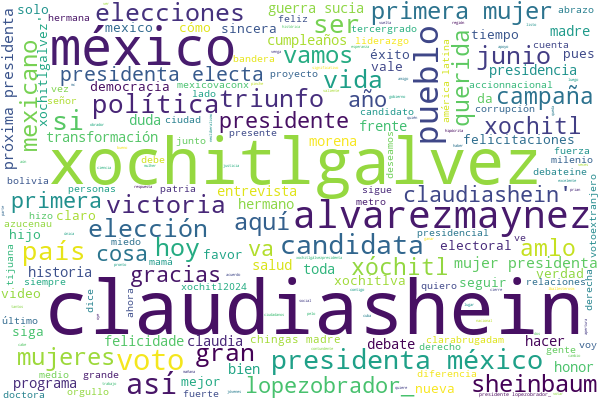 elecciones
guerra sucia
primera mujer
hermana
solo
mexico
como
sincera
feliz
tercergrado
liderazgo
abrazo
méxico
ser
cumpleaños
bandera
madre
próxima presidenta
mexicano
xochitlgalvez'
presidenta electa
vamos
éxito
tiempo
cuenta
pueblo
querida
junio
pues
democracia
mexicovaconx
vale
proyecto
vida
presidencia
política
triunfo
año
lado
candidato
accionnacional
américa latina
vez
señor
si
duda
ciudad
presidente
da
corrupción
campaña
transformación
junto
presente
frente
xochitl
felicitaciones
morena
deseamos
fuerza
milenio
xochitlgalvez
bolivia
debe
debateine
personas
patria
entrevista
sigue
claudiashein'
primera
victoria
hermano
metro
azucenau
hizo
claro
aquí
alvarezmaynez
hijo
miedo
elección
presidencial
país
cosa
hoy
favor
va
candidata
electoral
ve
amlo
derecha
votoextranjero
tijuana
historia
mamá
salud
xóchitl
mujer presidenta
siempre
gracias
toda
verdad
video
dice
ahora
xochitl2024
xochitlva
seguir
quiero
relaciones
claudiashein
último
siga
felicidade
claudia
chingas madre
debate
clarabrugadam
hacer
mujeres
voto
gran
bien
presidenta méxico
derecho
gente
honor
diferencia
programa
medio
grande
así
mejor
lopezobrador_
nueva
sheinbaum
doctora
orgullo
fuerte
presidente lopezobrador_